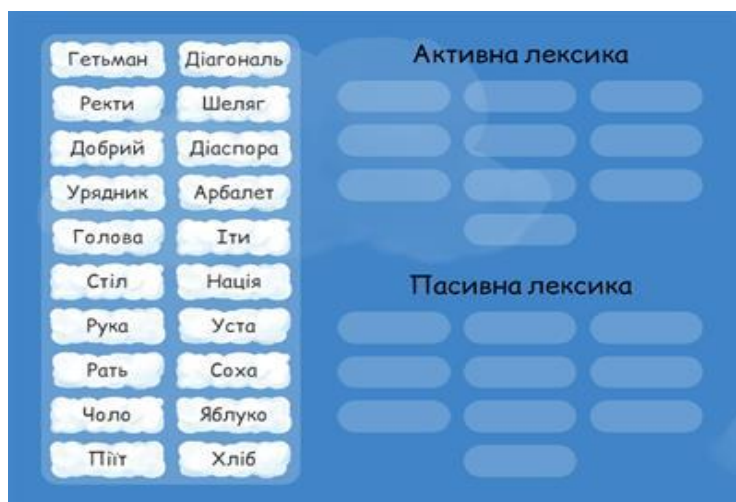 Гетьман Діагональ
Ректи Шеляг
Добрий Діаспора
Урядник Арбалет
Голова Іти
Стіл Нація
Рука Уста
Рать Соха
Чоло Яблуко
Піїт Хліб
Активна лексика
Пасивна лексика